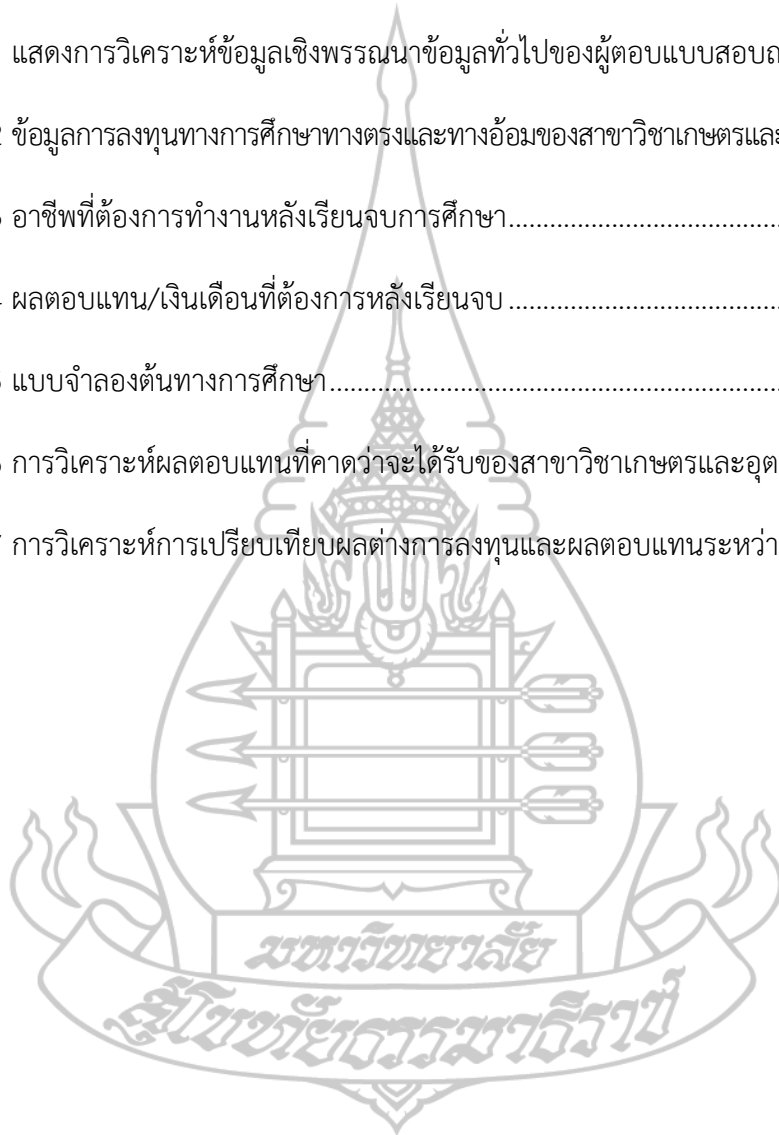 แสดงการวิเคราะห์ข้อมูลเชิงพรรณนาข้อมูลทั่วไปของผู้ตอบแบบสอบ
ข้อมูลการลงทุนทางการศึกษาทางตรงและทางอ้อมของสาขาวิชาเกษตรและ
อาชีพที่ต้องการทำงานหลังเรียนจบการศึกษา
ผลตอบแทน/เงินเดือนที่ต้องการหลังเรียนจบ
แบบจำลองต้นทางการศึกษา
การวิเคราะห์ผลตอบแทนที่คาดว่าจะได้รับของสาขาวิชาเกษตรและอุต
การวิเคราะห์การเปรียบเทียบผลต่างการลงทุนและผลตอบแทนระหว่า
มหาวิทยาลัย
สุโขทัยธรรมาธิราช